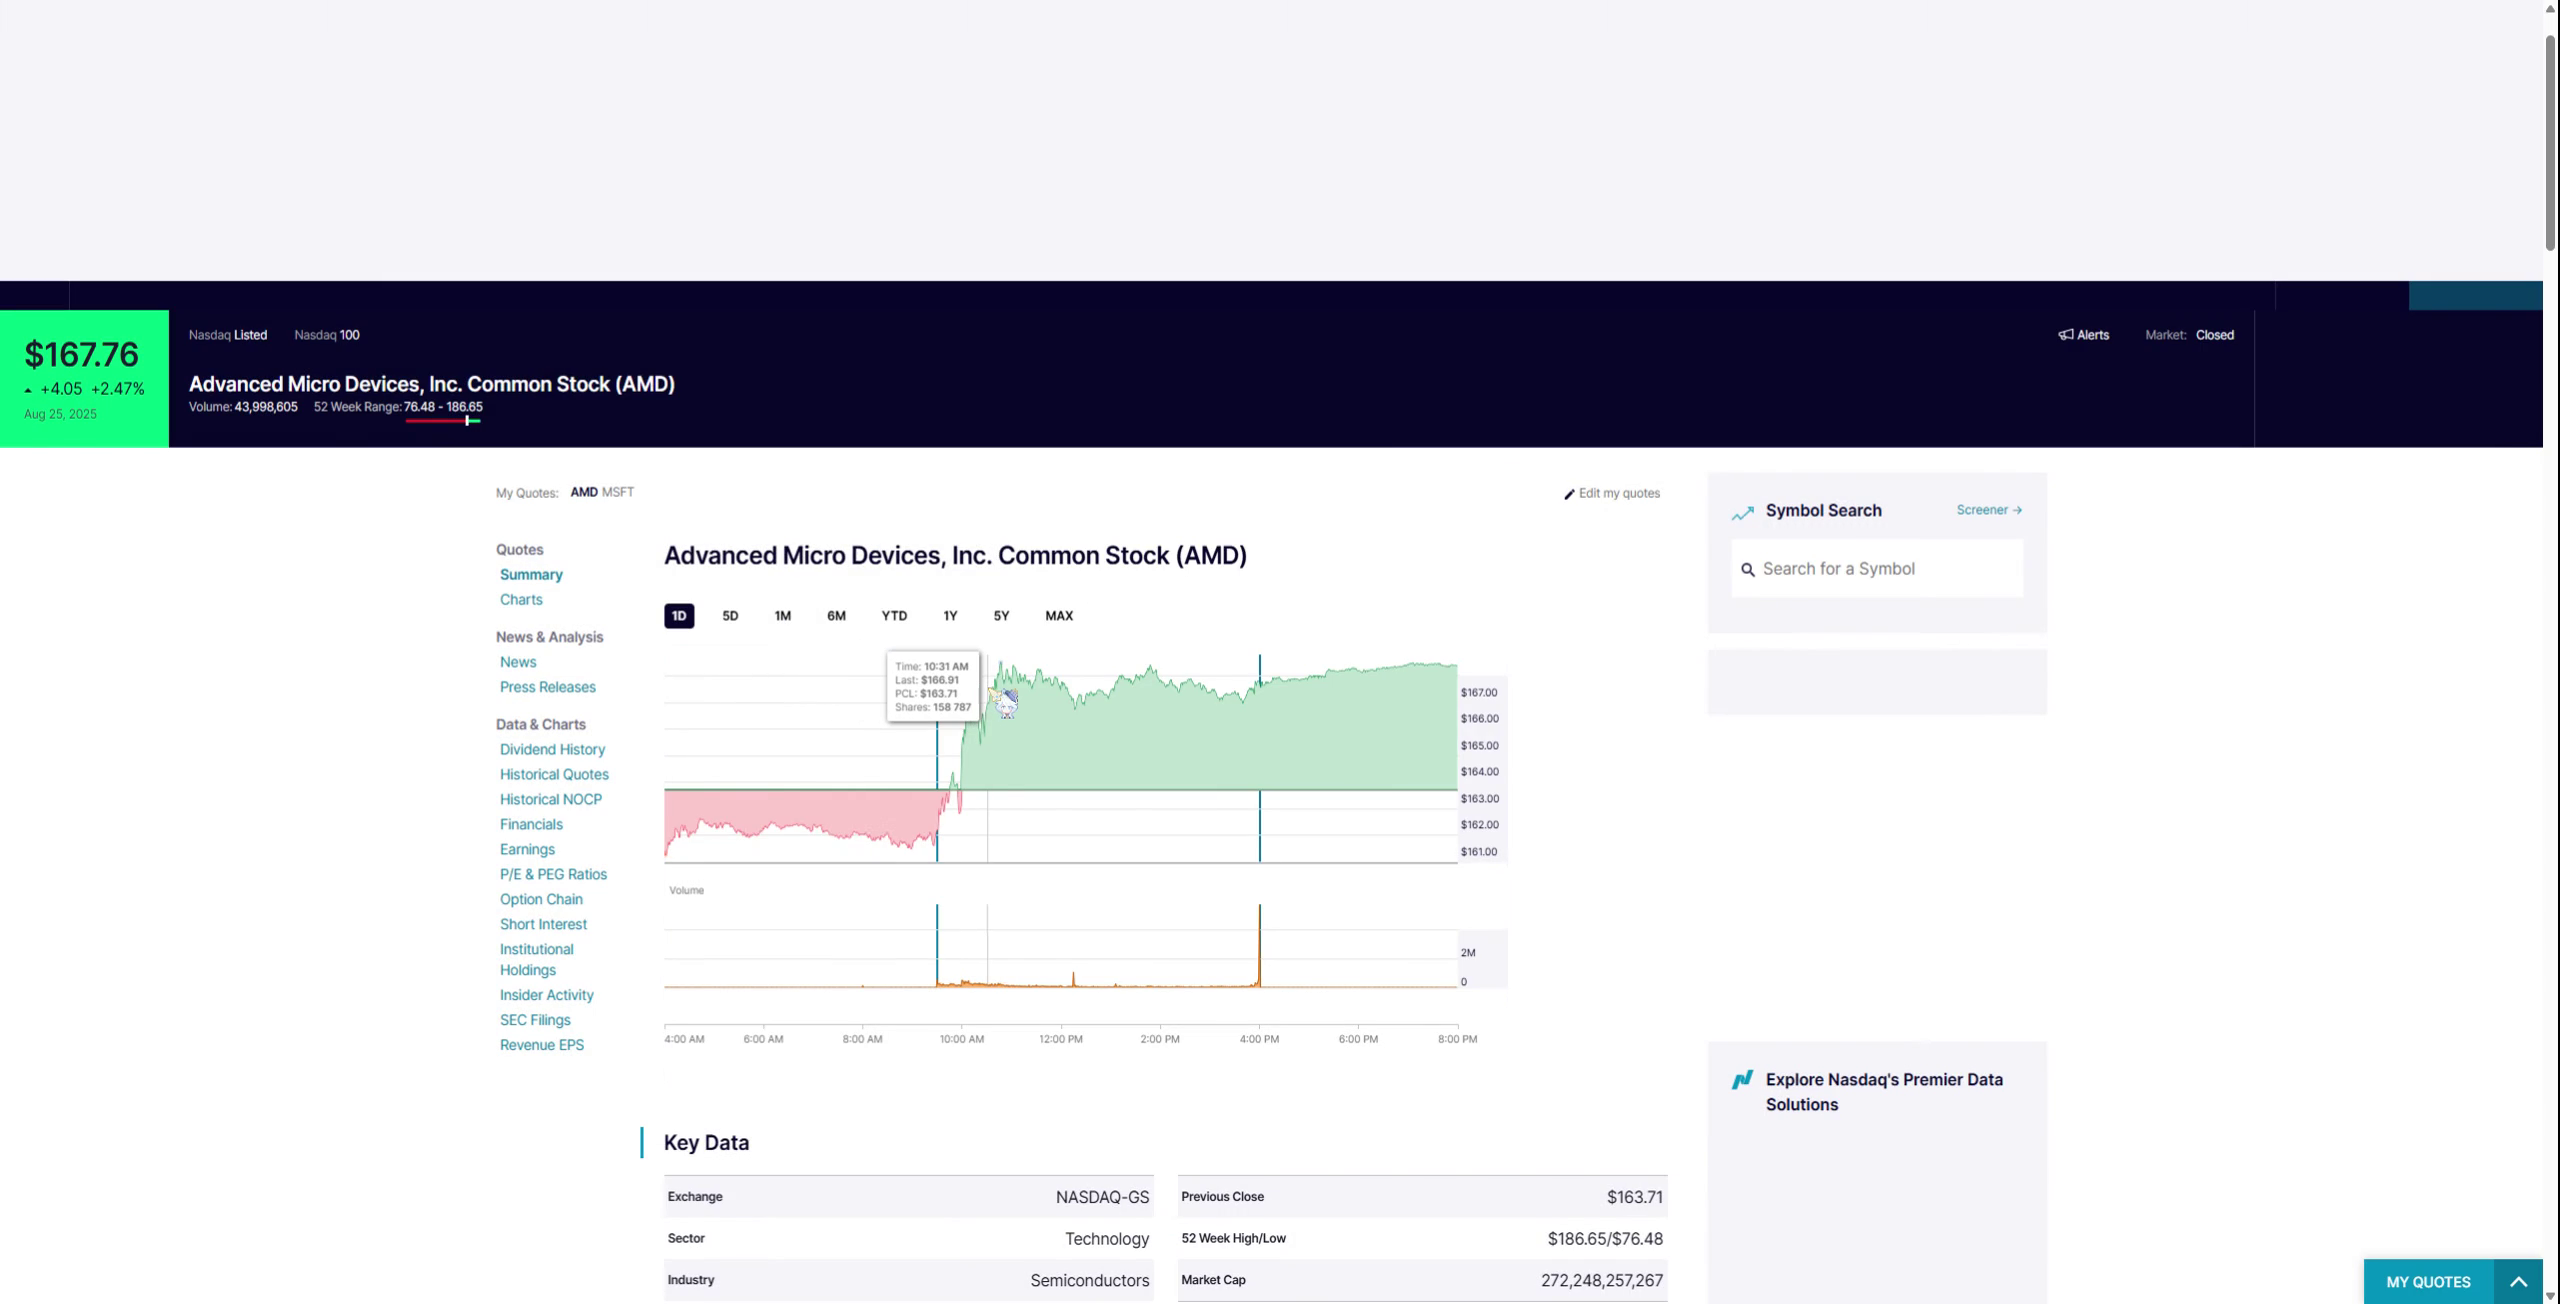 $167.76
+4.05 +2.47%
Aug 25, 2025
Nasdaq Listed Nasdaq 100
Alerts Market: Closed
Advanced Micro Devices, Inc. Common Stock (AMD)
Volume: 43,998,605 52 Week Range: 76.48 - 186.65
My Quotes: AMD MSFT
Edit my quotes
Quotes
Summary
Charts
News & Analysis
News
Press Releases
Data & Charts
Dividend History
Historical Quotes
Historical NOCP
Financials
Earnings
P/E & PEG Ratios
Option Chain
Short Interest
Institutional
Holdings
Insider Activity
SEC Filings
Revenue EPS
Advanced Micro Devices, Inc. Common Stock (AMD)
1D 5D 1M 6M YTD 1Y 5Y MAX
Time: 10:31 AM
Last: $166.91
PCL: $163.71
Shares: 158 787
$167.00
$166.00
$165.00
$164.00
$163.00
$162.00
$161.00
Volume
2M
0
4:00 AM 6:00 AM 8:00 AM 10:00 AM 12:00 PM 2:00 PM 4:00 PM 6:00 PM 8:00 PM
Key Data
Exchange NASDAQ-GS
Sector Technology
Industry Semiconductors
Previous Close $163.71
52 Week High/Low $186.65/$76.48
Market Cap 272,248,257,267
Symbol Search Screener →
Search for a Symbol
Explore Nasdaq's Premier Data
Solutions
MY QUOTES